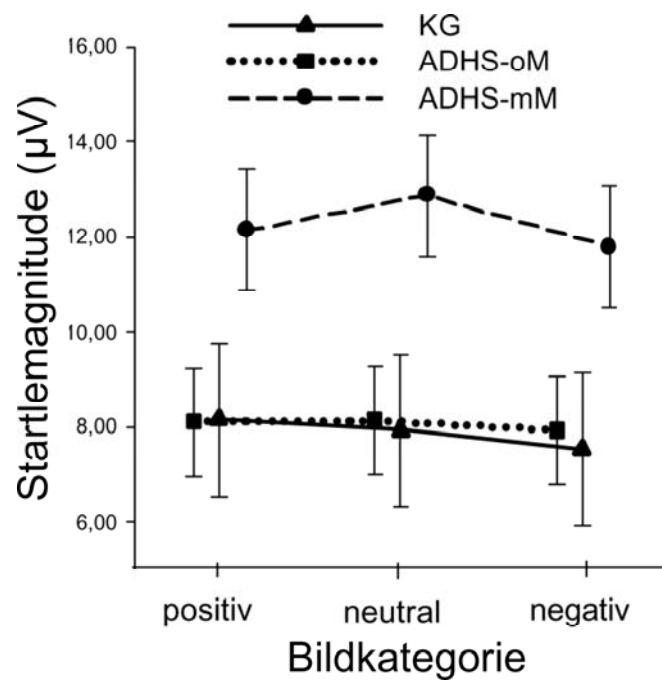 KG
ADHS-oM
ADHS-mM
Startlemagnitude (µV)
16,00
14,00
12,00
10,00
8,00
6,00
positiv neutral negativ
Bildkategorie